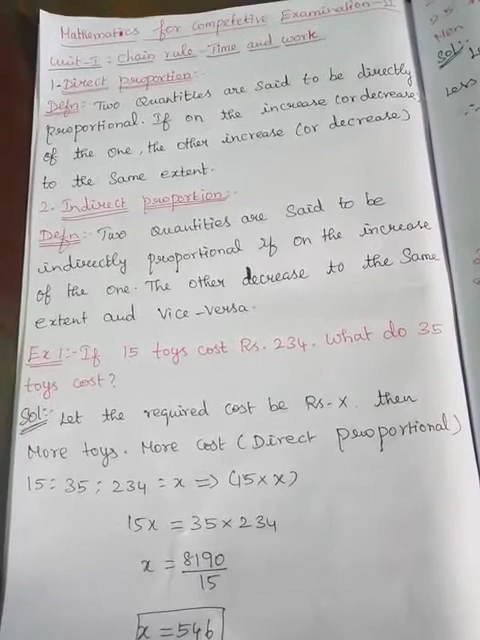 Mathematics for competetive Examination-II
Unit-I: Chain rule - Time and work
1. Direct proportion:-
Defn:- Two Quantities are said to be directly
proportional. If on the increase (or decrease)
of the one, the other increase (or decrease)
to the same extent.
2. Indirect proportion:-
Defn:- Two Quantities are said to be
indirectly proportional If on the increase
of the one. The other decrease to the Same
extent and Vice-versa.
Ex 1:- If 15 toys cost Rs. 234. What do 35
toys cost?
Sol:- Let the required cost be Rs-x. then
More toys. More cost (Direct proportional)
15 : 35 : 234 : x => (15 x x)
15x = 35 x 234
x = 8190
15
x = 546
25
Men
Sol:
Less